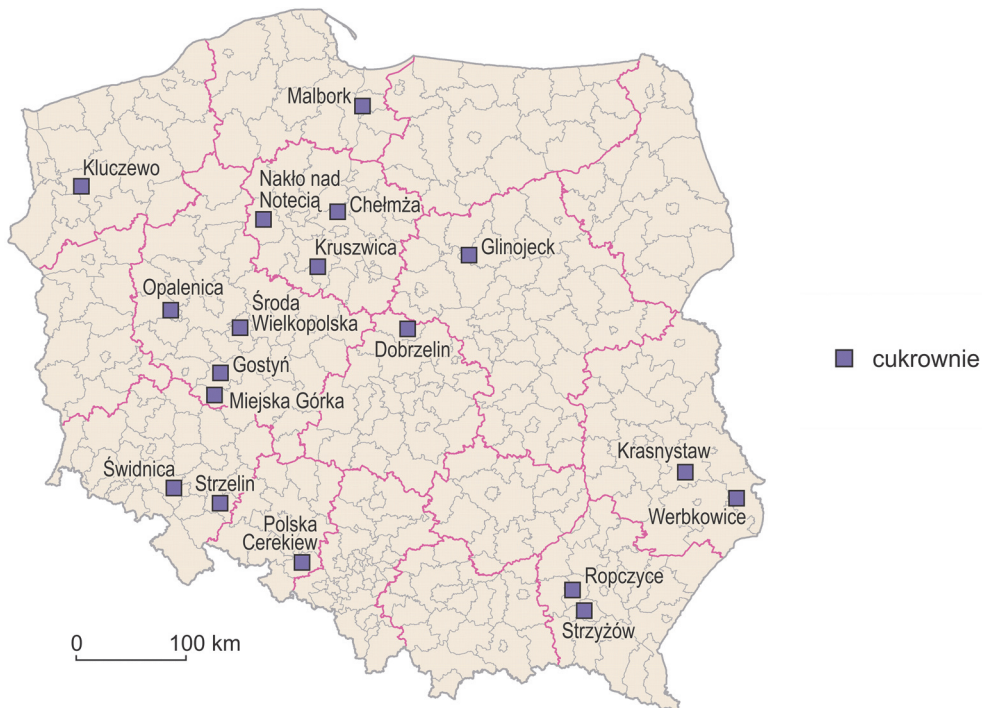 Malbork
Kluczewo
Nakło nad
Notecią
Chełmża
Kruszwica
Glinojeck
Opalenica
Środa
Wielkopolska
Dobrzelin
cukrownie
Gostyń
Miejska Górka
Krasnystaw
Świdnica
Strzelin
Werbkowice
Polska
Cerekiew
Ropczyce
Strzyżów
0 100 km